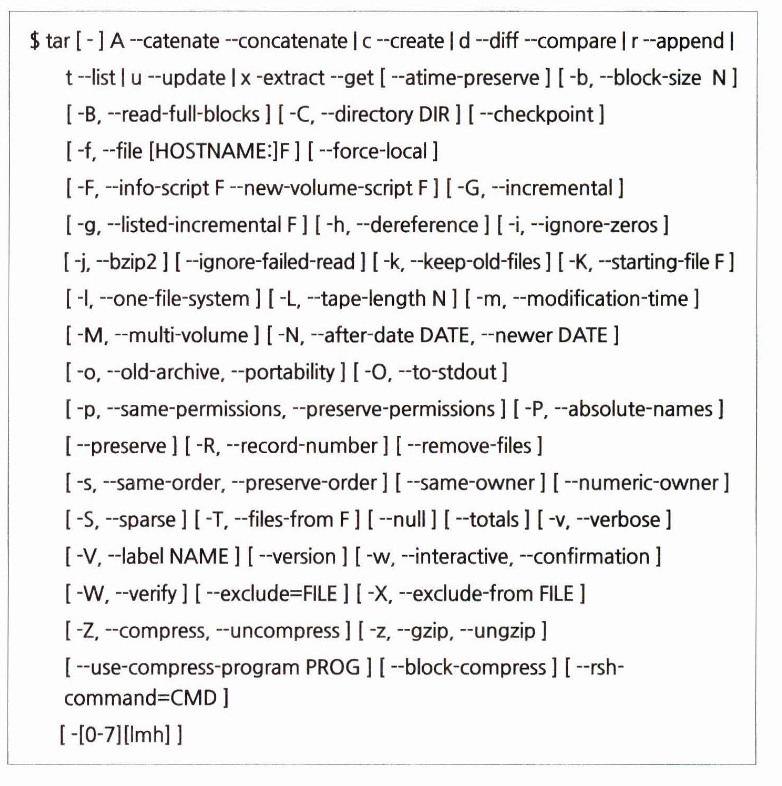 $ tar [ - ] A --catenate --concatenate | c --create | d --diff --compare | r --append |
t --list | u --update | x -extract --get [ --atime-preserve ] [ -b, --block-size N ]
[ -B, --read-full-blocks ] [ -C, --directory DIR ] [ --checkpoint ]
[ -f, --file [HOSTNAME:]F ] [ --force-local ]
[ -F, --info-script F --new-volume-script F ] [ -G, --incremental ]
[ -g, --listed-incremental F ] [ -h, --dereference ] [ -i, --ignore-zeros ]
[ -j, --bzip2 ] [ --ignore-failed-read ] [ -k, --keep-old-files ] [ -K, --starting-file F ]
[ -l, --one-file-system ] [ -L, --tape-length N ] [ -m, --modification-time ]
[ -M, --multi-volume ] [ -N, --after-date DATE, --newer DATE ]
[ -o, --old-archive, --portability ] [ -O, --to-stdout ]
[ -p, --same-permissions, --preserve-permissions ] [ -P, --absolute-names ]
[ --preserve ] [ -R, --record-number ] [ --remove-files ]
[ -s, --same-order, --preserve-order ] [ --same-owner ] [ --numeric-owner ]
[ -S, --sparse ] [ -T, --files-from F ] [ --null ] [ --totals ] [ -v, --verbose ]
[ -V, --label NAME ] [ --version ] [ -w, --interactive, --confirmation ]
[ -W, --verify ] [ --exclude=FILE ] [ -X, --exclude-from FILE ]
[ -Z, --compress, --uncompress ] [ -z, --gzip, --ungzip ]
[ --use-compress-program PROG ] [ --block-compress ] [ --rsh-
command=CMD ]
[ -[0-7][lmh] ]